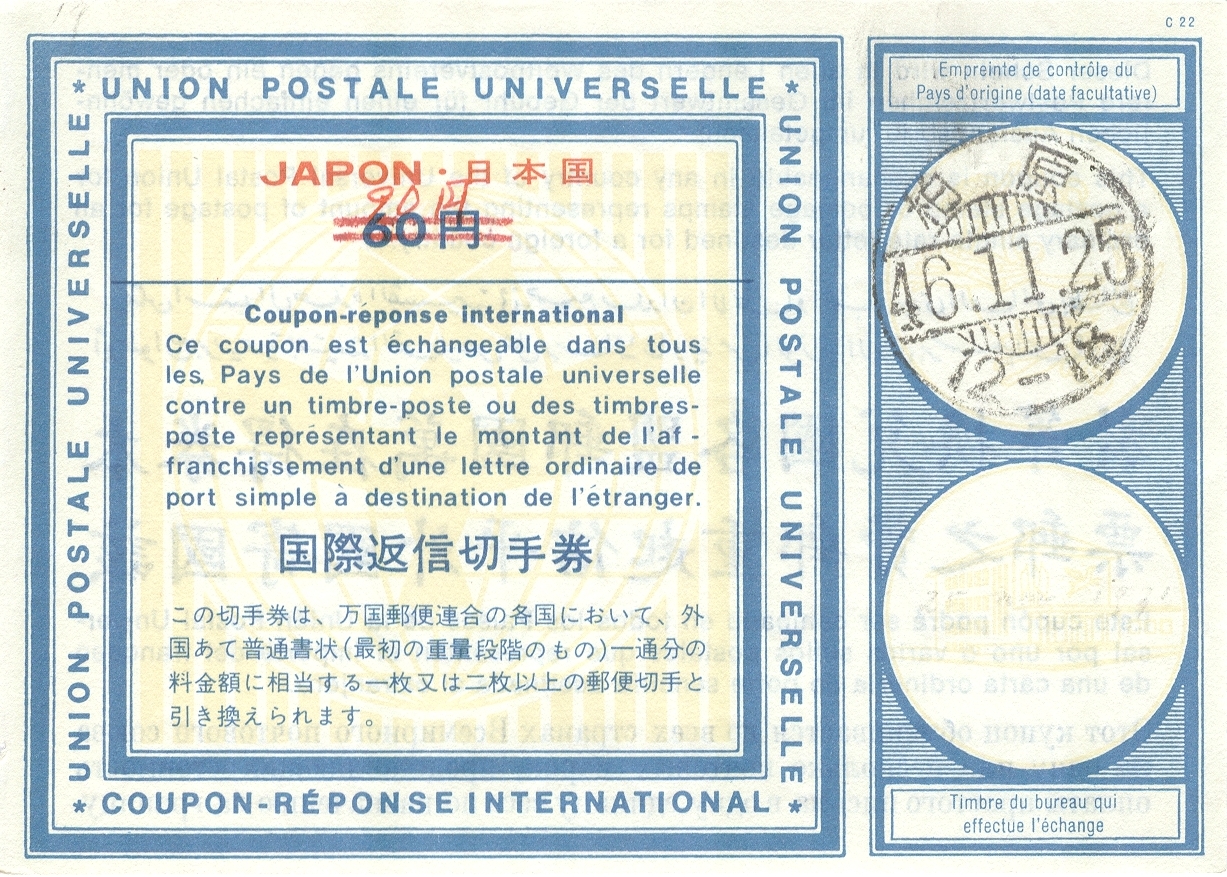 C 22
* UNION POSTALE UNIVERSELLE *
UNION POSTALE UNIVERSELLE
UNION POSTALE UNIVERSELLE
JAPON・日本国
90円
60円
Coupon-réponse international
Ce coupon est échangeable dans tous
les Pays de l'Union postale universelle
contre un timbre-poste ou des timbres-
poste représentant le montant de l'af-
franchissement d'une lettre ordinaire de
port simple à destination de l'étranger.
国際返信切手券
この切手券は、万国郵便連合の各国において、外
国あて普通書状(最初の重量段階のもの)一通分の
料金額に相当する一枚又は二枚以上の郵便切手と
引き換えられます。
* COUPON-RÉPONSE INTERNATIONAL *
Empreinte de contrôle du
Pays d'origine (date facultative)
原
46.11.25
12-18
Timbre du bureau qui
effectue l'échange